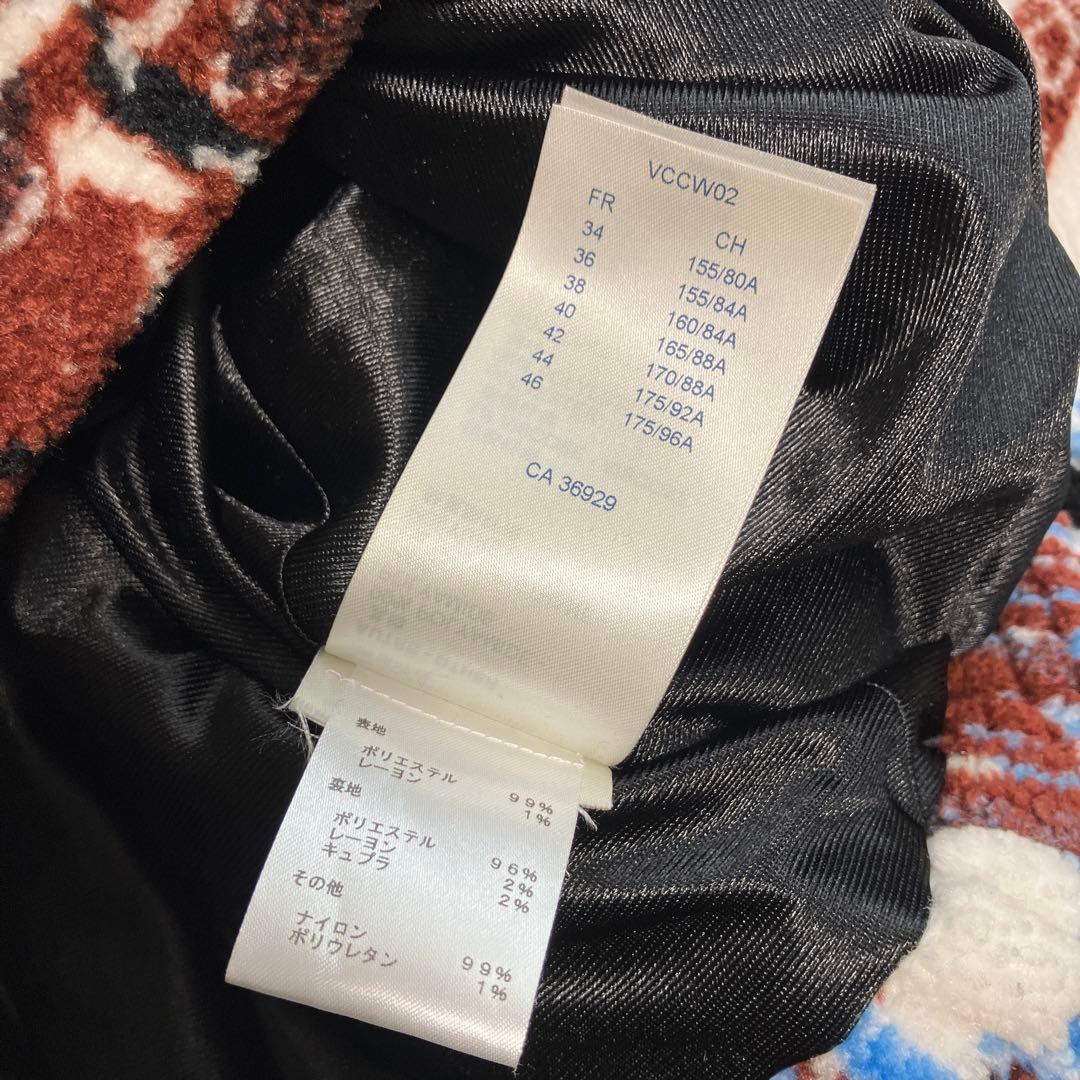 VCCW02
FR CH
34 155/80A
36 155/84A
38 160/84A
40 165/88A
42 170/88A
44 175/92A
46 175/96A
CA 36929
表地
ポリエステル 99%
レーヨン 1%
表地
ポリエステル 96%
レーヨン 2%
キュプラ 2%
その他
ナイロン 99%
ポリウレタン 1%